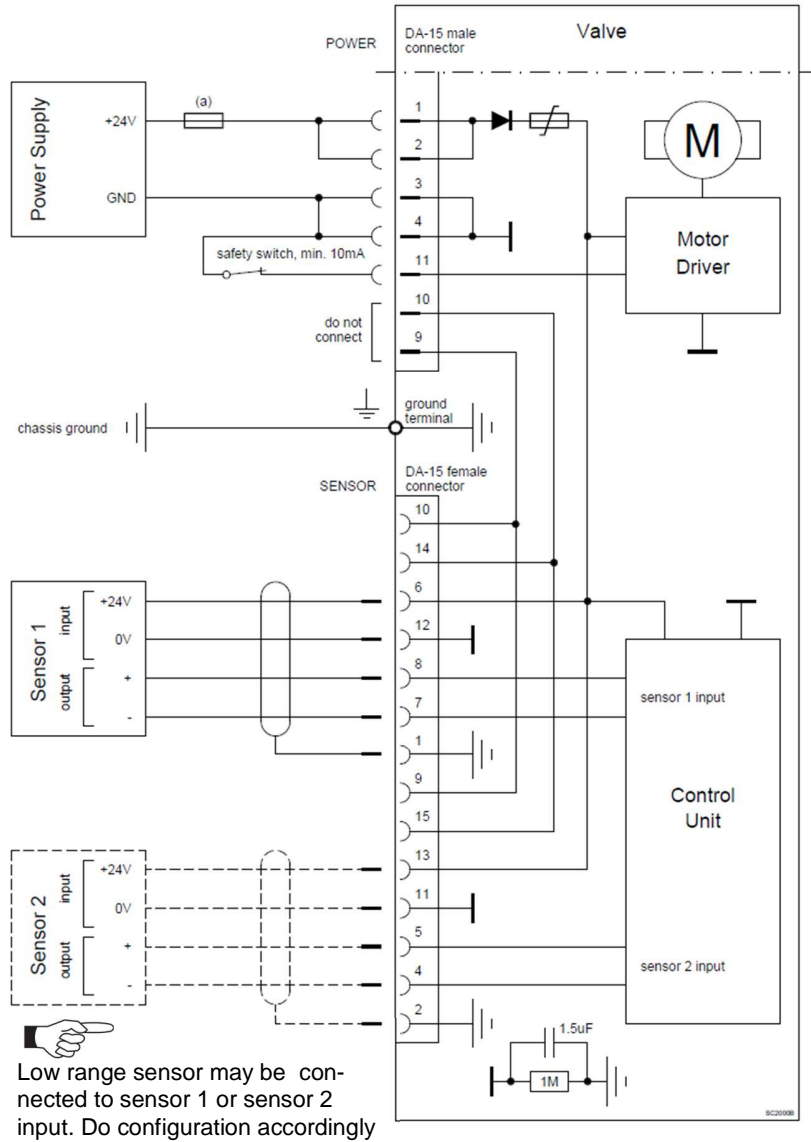 POWER
DA-15 male
connector
Valve
Power Supply
+24V
GND
(a)
1
2
3
4
11
10
9
safety switch, min. 10mA
do not
connect
M
Motor
Driver
chassis ground
ground
terminal
SENSOR
DA-15 female
connector
10
14
6
12
8
7
1
9
15
13
11
5
4
2
Sensor 1
input
+24V
0V
output
+
-
sensor 1 input
Control
Unit
Sensor 2
input
+24V
0V
output
+
-
sensor 2 input
1.5uF
1M
SC2000B
Low range sensor may be con-
nected to sensor 1 or sensor 2
input. Do configuration accordingly